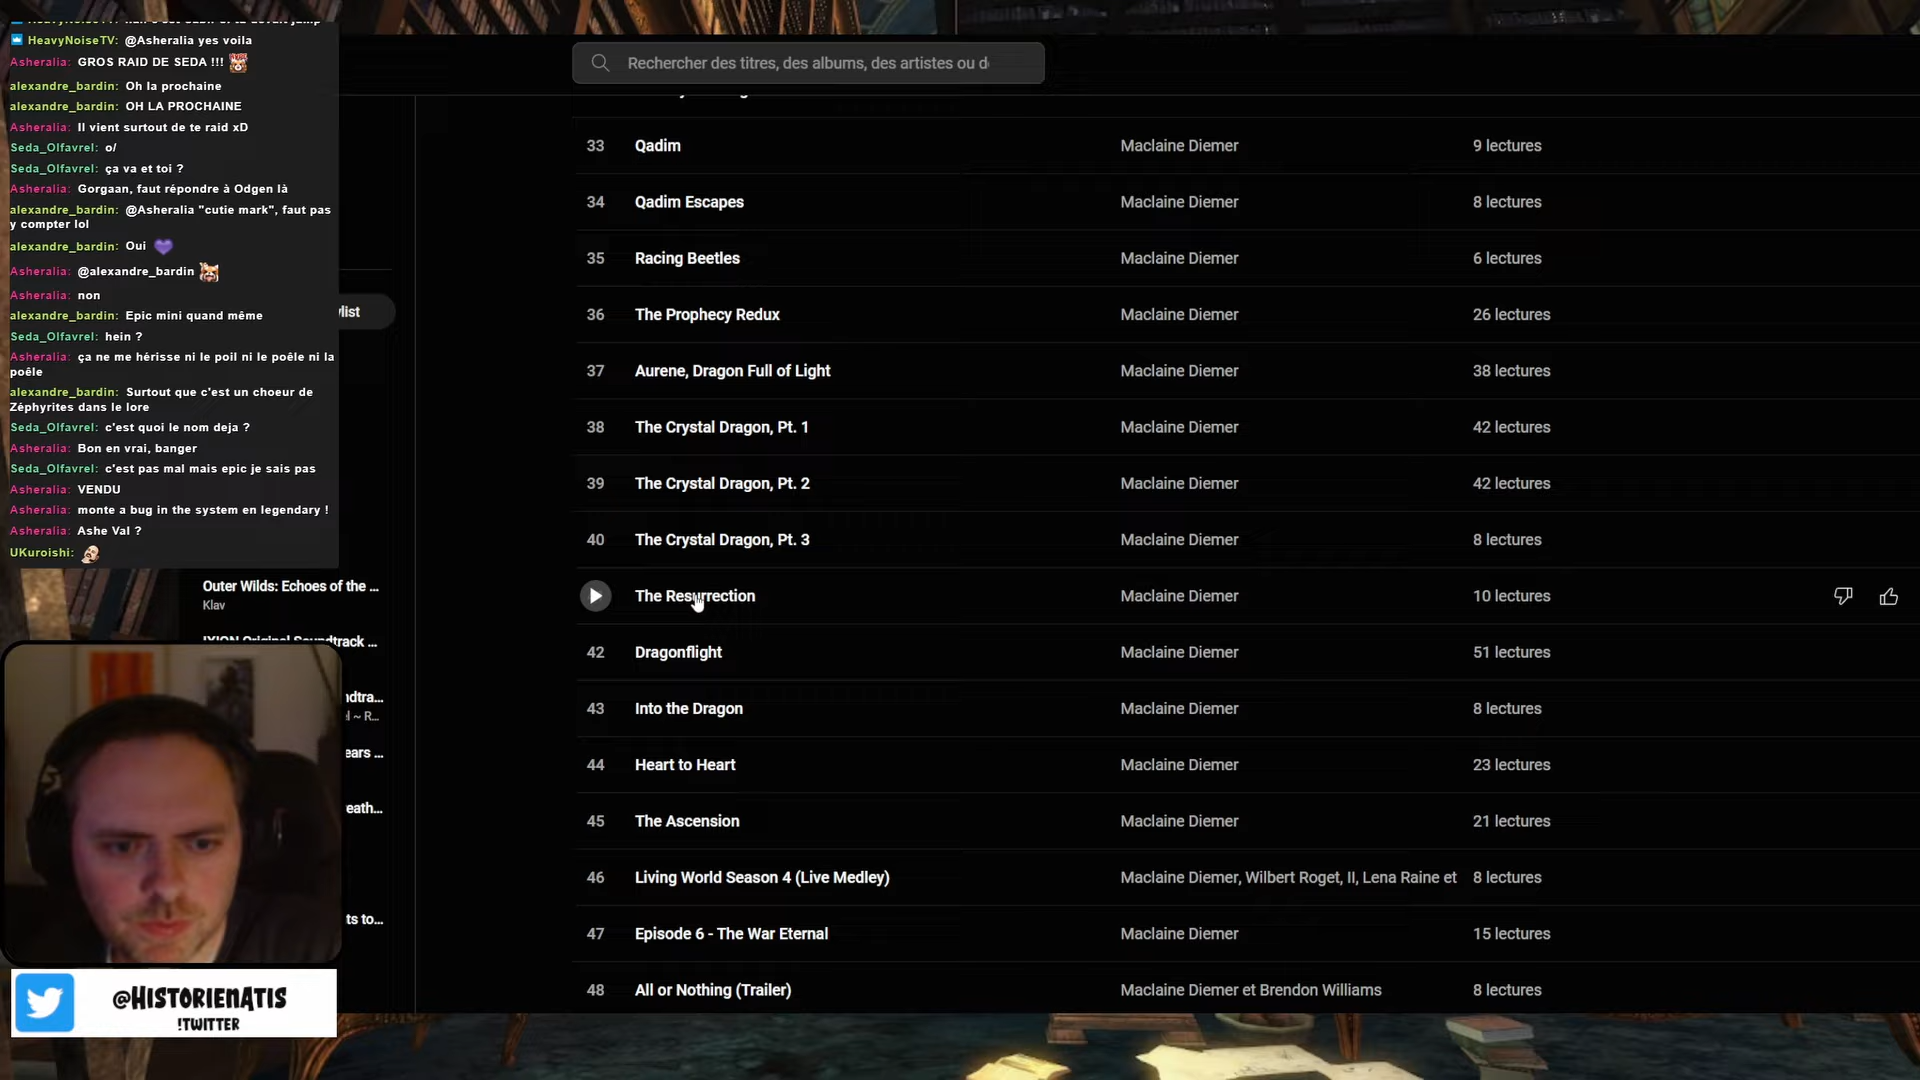 HeavyNoiseTV: @Asheralia yes voila
Asheralia: GROS RAID DE SEDA !!!
alexandre_bardin: Oh la prochaine
alexandre_bardin: OH LA PROCHAINE
Asheralia: Il vient surtout de te raid xD
Seda_Olfavrel: o/
Seda_Olfavrel: ça va et toi ?
Asheralia: Gorgaan, faut répondre à Odgen là
alexandre_bardin: @Asheralia "cutie mark", faut pas
y compter lol
alexandre_bardin: Oui
Asheralia: @alexandre_bardin
Asheralia: non
alexandre_bardin: Epic mini quand même
Seda_Olfavrel: hein ?
Asheralia: ça ne me hérisse ni le poil ni le poêle ni la
poêle
alexandre_bardin: Surtout que c'est un choeur de
Zéphyrites dans le lore
Seda_Olfavrel: c'est quoi le nom deja ?
Asheralia: Bon en vrai, banger
Seda_Olfavrel: c'est pas mal mais epic je sais pas
Asheralia: VENDU
Asheralia: monte a bug in the system en legendary !
Asheralia: Ashe Val ?
UKuroishi:
Outer Wilds: Echoes of the ...
Klav
IXION Original Soundtrack ...
ndtra...
l ~ R...
ears ...
eath...
ts to...
@HISTORIENATIS
!TWITTER
Rechercher des titres, des albums, des artistes ou d
ylist
33 Qadim Maclaine Diemer 9 lectures
34 Qadim Escapes Maclaine Diemer 8 lectures
35 Racing Beetles Maclaine Diemer 6 lectures
36 The Prophecy Redux Maclaine Diemer 26 lectures
37 Aurene, Dragon Full of Light Maclaine Diemer 38 lectures
38 The Crystal Dragon, Pt. 1 Maclaine Diemer 42 lectures
39 The Crystal Dragon, Pt. 2 Maclaine Diemer 42 lectures
40 The Crystal Dragon, Pt. 3 Maclaine Diemer 8 lectures
The Resurrection Maclaine Diemer 10 lectures
42 Dragonflight Maclaine Diemer 51 lectures
43 Into the Dragon Maclaine Diemer 8 lectures
44 Heart to Heart Maclaine Diemer 23 lectures
45 The Ascension Maclaine Diemer 21 lectures
46 Living World Season 4 (Live Medley) Maclaine Diemer, Wilbert Roget, II, Lena Raine et 8 lectures
47 Episode 6 - The War Eternal Maclaine Diemer 15 lectures
48 All or Nothing (Trailer) Maclaine Diemer et Brendon Williams 8 lectures